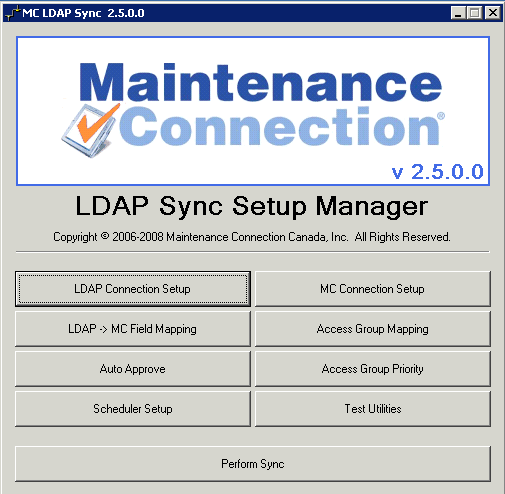 MC LDAP Sync 2.5.0.0
Maintenance
Connection®
v 2.5.0.0
LDAP Sync Setup Manager
Copyright © 2006-2008 Maintenance Connection Canada, Inc. All Rights Reserved.
LDAP Connection Setup
MC Connection Setup
LDAP -> MC Field Mapping
Access Group Mapping
Auto Approve
Access Group Priority
Scheduler Setup
Test Utilities
Perform Sync